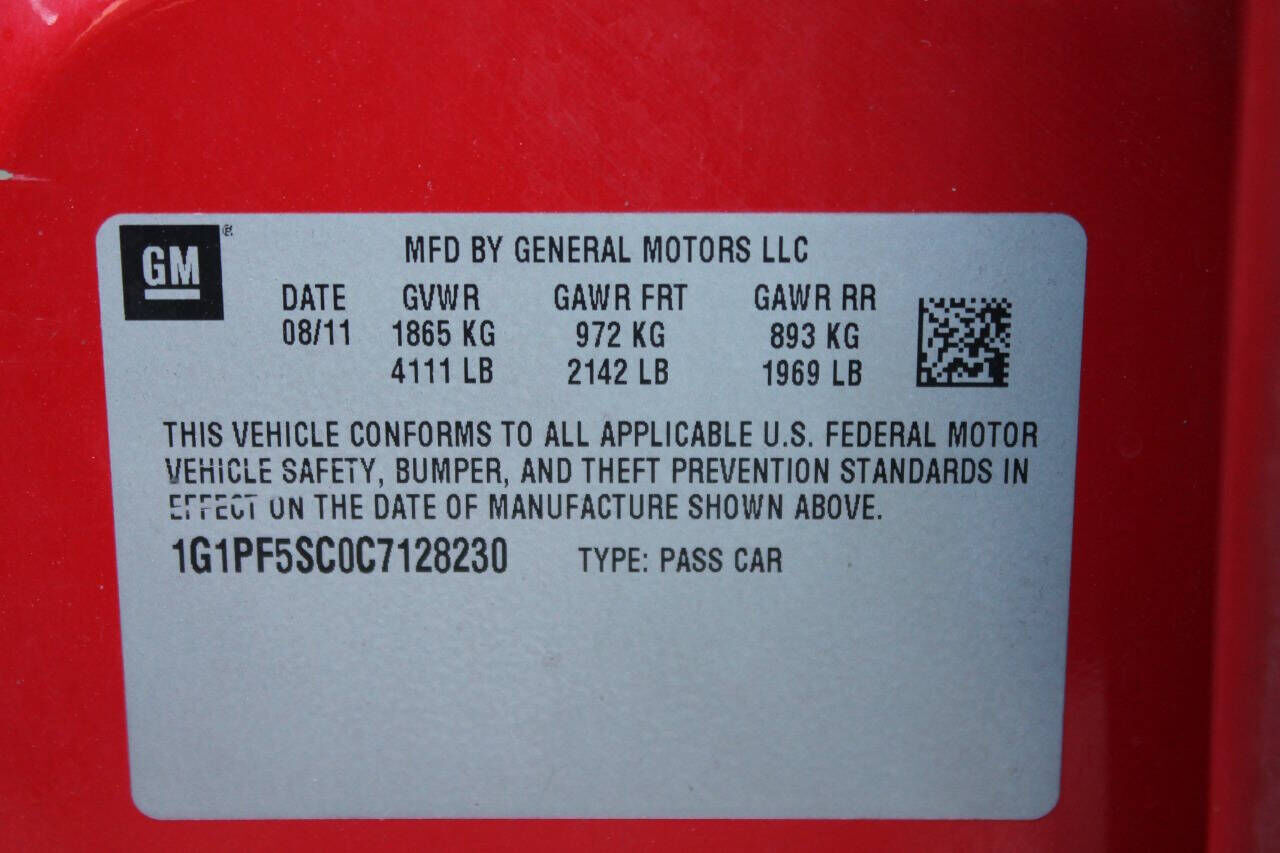 GM ®
MFD BY GENERAL MOTORS LLC
DATE GVWR GAWR FRT GAWR RR
08/11 1865 KG 972 KG 893 KG
4111 LB 2142 LB 1969 LB
THIS VEHICLE CONFORMS TO ALL APPLICABLE U.S. FEDERAL MOTOR
VEHICLE SAFETY, BUMPER, AND THEFT PREVENTION STANDARDS IN
EFFECT ON THE DATE OF MANUFACTURE SHOWN ABOVE.
1G1PF5SC0C7128230 TYPE: PASS CAR